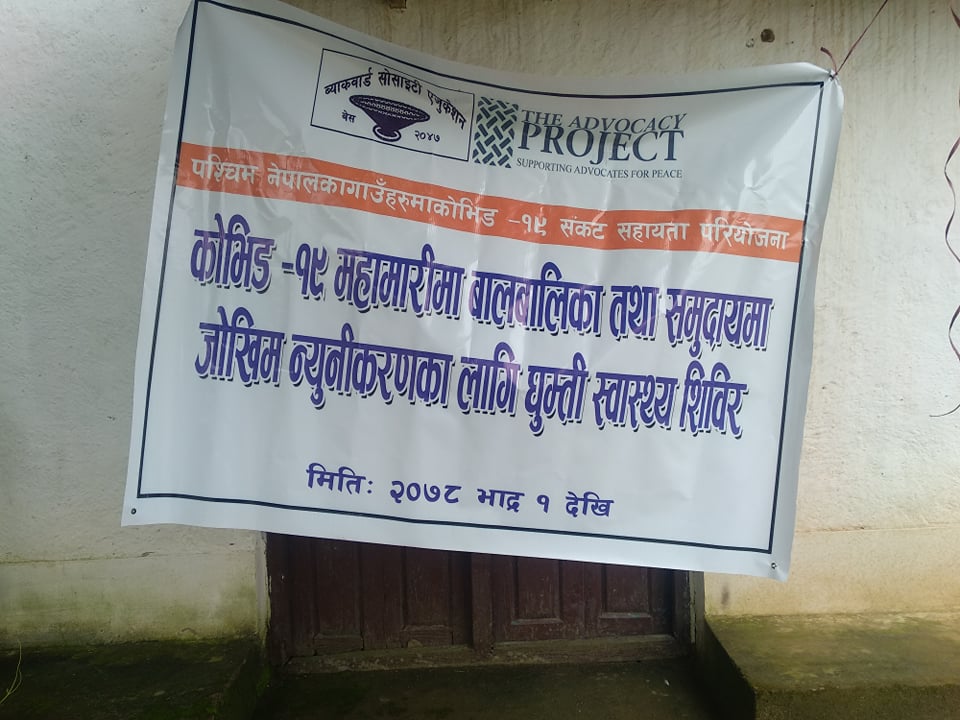 ब्याकवार्ड सोसाइटी एजुकेशन
बेस २०४७
THE ADVOCACY
PROJECT
SUPPORTING ADVOCATES FOR PEACE
पश्चिम नेपालकागाउँहरुमाकोभिड -१९ संकट सहायता परियोजना
कोभिड -१९ महामारीमा बालबालिका तथा समुदायमा
जोखिम न्युनीकरणका लागि घुम्ती स्वास्थ्य शिविर
मितिः २०७८ भाद्र १ देखि